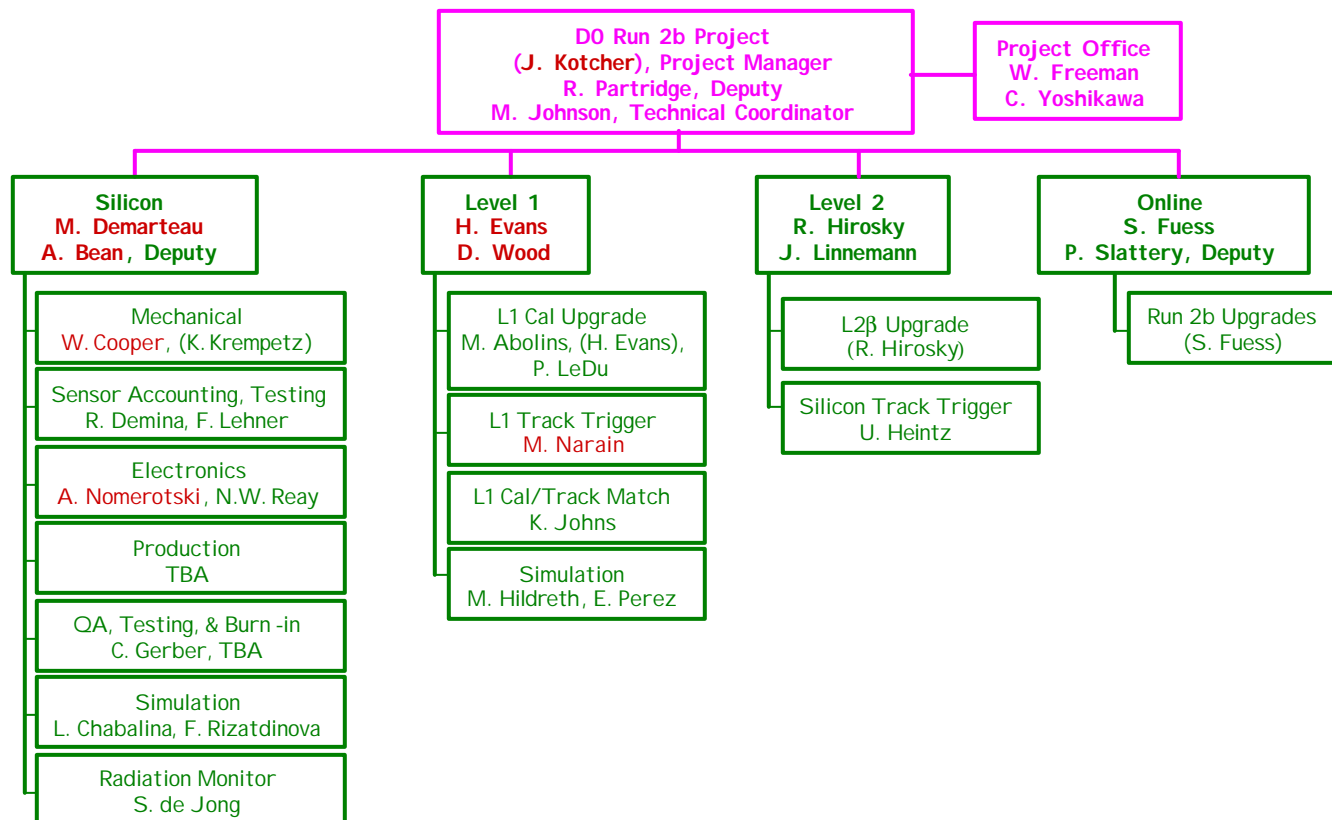 D0 Run 2b Project
(J. Kotcher), Project Manager
R. Partridge, Deputy
M. Johnson, Technical Coordinator
Project Office
W. Freeman
C. Yoshikawa
Silicon
M. Demarteau
A. Bean, Deputy
Mechanical
W. Cooper, (K. Krempetz)
Sensor Accounting, Testing
R. Demina, F. Lehner
Electronics
A. Nomerotski, N.W. Reay
Production
TBA
QA, Testing, & Burn -in
C. Gerber, TBA
Simulation
L. Chabalina, F. Rizatdinova
Radiation Monitor
S. de Jong
Level 1
H. Evans
D. Wood
L1 Cal Upgrade
M. Abolins, (H. Evans),
P. LeDu
L1 Track Trigger
M. Narain
L1 Cal/Track Match
K. Johns
Simulation
M. Hildreth, E. Perez
Level 2
R. Hirosky
J. Linnemann
L2β Upgrade
(R. Hirosky)
Silicon Track Trigger
U. Heintz
Online
S. Fuess
P. Slattery, Deputy
Run 2b Upgrades
(S. Fuess)